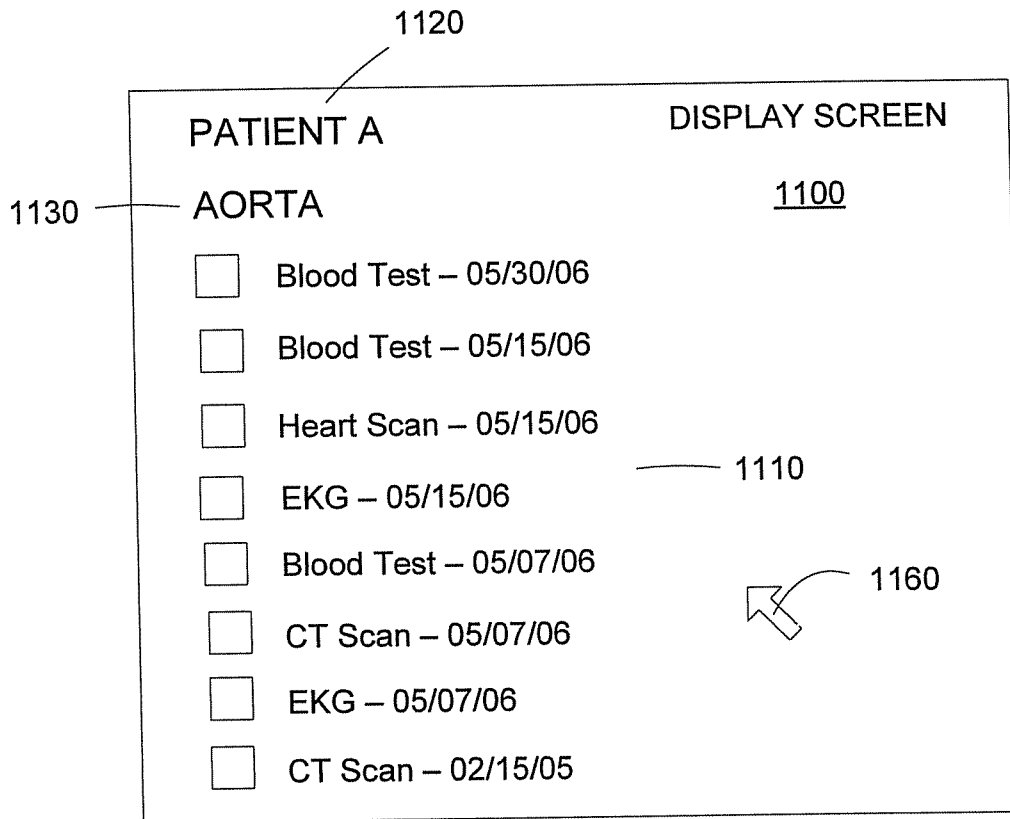 1120
PATIENT A
DISPLAY SCREEN
1130
AORTA
1100
Blood Test – 05/30/06
Blood Test – 05/15/06
Heart Scan – 05/15/06
1110
EKG – 05/15/06
Blood Test – 05/07/06
1160
CT Scan – 05/07/06
EKG – 05/07/06
CT Scan – 02/15/05